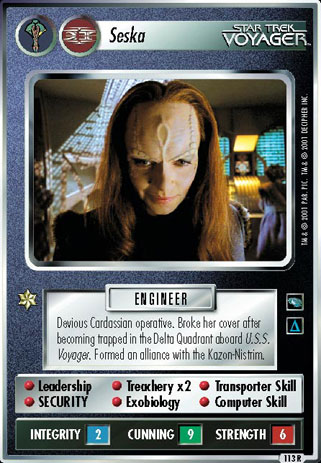 Seska
STAR TREK
VOYAGER™
TM & © 2001 PAR. PIC. TM & © 2001 DECIPHER INC.
ENGINEER
Devious Cardassian operative. Broke her cover after
becoming trapped in the Delta Quadrant aboard U.S.S.
Voyager. Formed an alliance with the Kazon-Nistrim.
Leadership Treachery x2 Transporter Skill
SECURITY Exobiology Computer Skill
INTEGRITY 2 CUNNING 9 STRENGTH 6
113 R